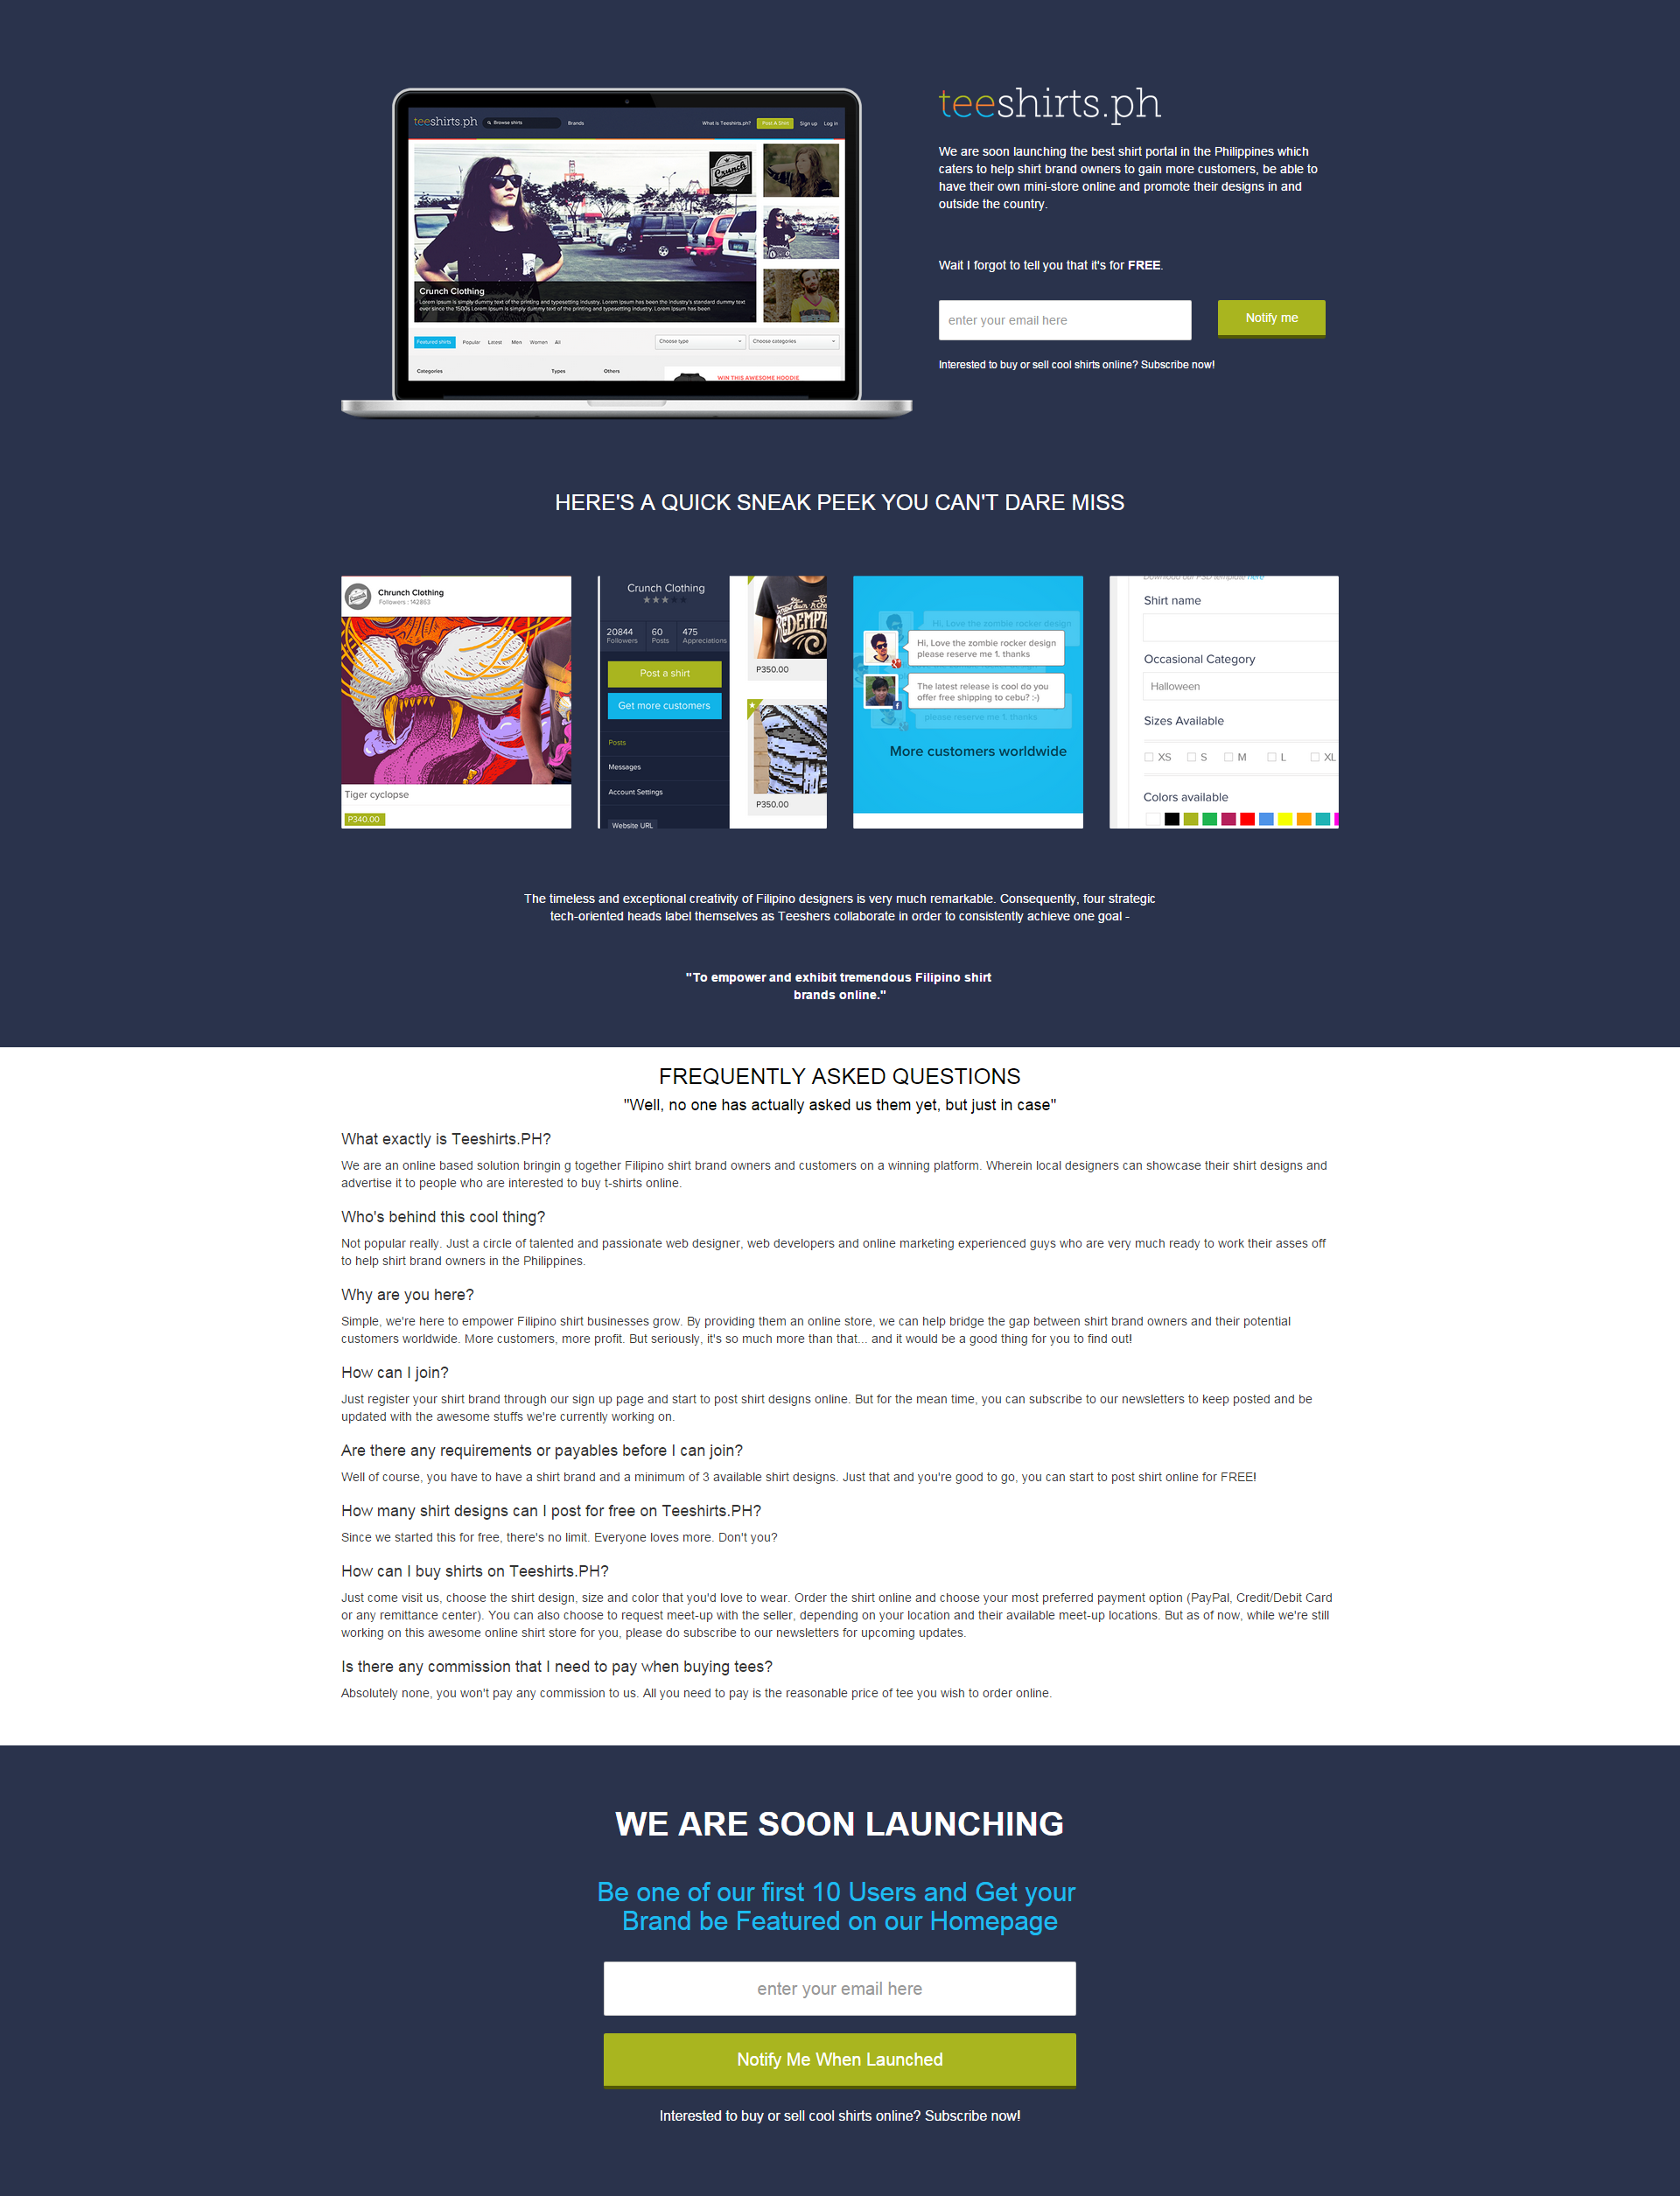 teeshirts.ph
Browse shirts
Brands
What is Teeshirts.ph?
Post A Shirt
Sign up
Log in
Crunch
Crunch Clothing
Lorem Ipsum is simply dummy text of the printing and typesetting industry. Lorem Ipsum has been the industry's standard dummy text
ever since the 1500s Lorem Ipsum is simply dummy text of the printing and typesetting industry. Lorem Ipsum has been
Featured shirts
Popular
Latest
Men
Women
All
Choose type
Choose categories
Categories
Types
Others
WIN THIS AWESOME HOODIE
teeshirts.ph
We are soon launching the best shirt portal in the Philippines which
caters to help shirt brand owners to gain more customers, be able to
have their own mini-store online and promote their designs in and
outside the country.
Wait I forgot to tell you that it's for FREE.
enter your email here
Notify me
Interested to buy or sell cool shirts online? Subscribe now!
HERE'S A QUICK SNEAK PEEK YOU CAN'T DARE MISS
Chrunch Clothing
Followers : 142863
Tiger cyclopse
P340.00
Crunch Clothing
20844
Followers
60
Posts
475
Appreciations
Post a shirt
Get more customers
Posts
Messages
Account Settings
Website URL
REDEMPT
P350.00
P350.00
Hi, Love the zombie rocker design
Hi, Love the zombie rocker design
please reserve me 1. thanks
The latest release is cool do you
offer free shipping to cebu? :-)
please reserve me 1. thanks
More customers worldwide
Download our PSD template here
Shirt name
Occasional Category
Halloween
Sizes Available
XS
S
M
L
XL
Colors available
The timeless and exceptional creativity of Filipino designers is very much remarkable. Consequently, four strategic
tech-oriented heads label themselves as Teeshers collaborate in order to consistently achieve one goal -
"To empower and exhibit tremendous Filipino shirt
brands online."
FREQUENTLY ASKED QUESTIONS
"Well, no one has actually asked us them yet, but just in case"
What exactly is Teeshirts.PH?
We are an online based solution bringin g together Filipino shirt brand owners and customers on a winning platform. Wherein local designers can showcase their shirt designs and
advertise it to people who are interested to buy t-shirts online.
Who's behind this cool thing?
Not popular really. Just a circle of talented and passionate web designer, web developers and online marketing experienced guys who are very much ready to work their asses off
to help shirt brand owners in the Philippines.
Why are you here?
Simple, we're here to empower Filipino shirt businesses grow. By providing them an online store, we can help bridge the gap between shirt brand owners and their potential
customers worldwide. More customers, more profit. But seriously, it's so much more than that... and it would be a good thing for you to find out!
How can I join?
Just register your shirt brand through our sign up page and start to post shirt designs online. But for the mean time, you can subscribe to our newsletters to keep posted and be
updated with the awesome stuffs we're currently working on.
Are there any requirements or payables before I can join?
Well of course, you have to have a shirt brand and a minimum of 3 available shirt designs. Just that and you're good to go, you can start to post shirt online for FREE!
How many shirt designs can I post for free on Teeshirts.PH?
Since we started this for free, there's no limit. Everyone loves more. Don't you?
How can I buy shirts on Teeshirts.PH?
Just come visit us, choose the shirt design, size and color that you'd love to wear. Order the shirt online and choose your most preferred payment option (PayPal, Credit/Debit Card
or any remittance center). You can also choose to request meet-up with the seller, depending on your location and their available meet-up locations. But as of now, while we're still
working on this awesome online shirt store for you, please do subscribe to our newsletters for upcoming updates.
Is there any commission that I need to pay when buying tees?
Absolutely none, you won't pay any commission to us. All you need to pay is the reasonable price of tee you wish to order online.
WE ARE SOON LAUNCHING
Be one of our first 10 Users and Get your
Brand be Featured on our Homepage
enter your email here
Notify Me When Launched
Interested to buy or sell cool shirts online? Subscribe now!